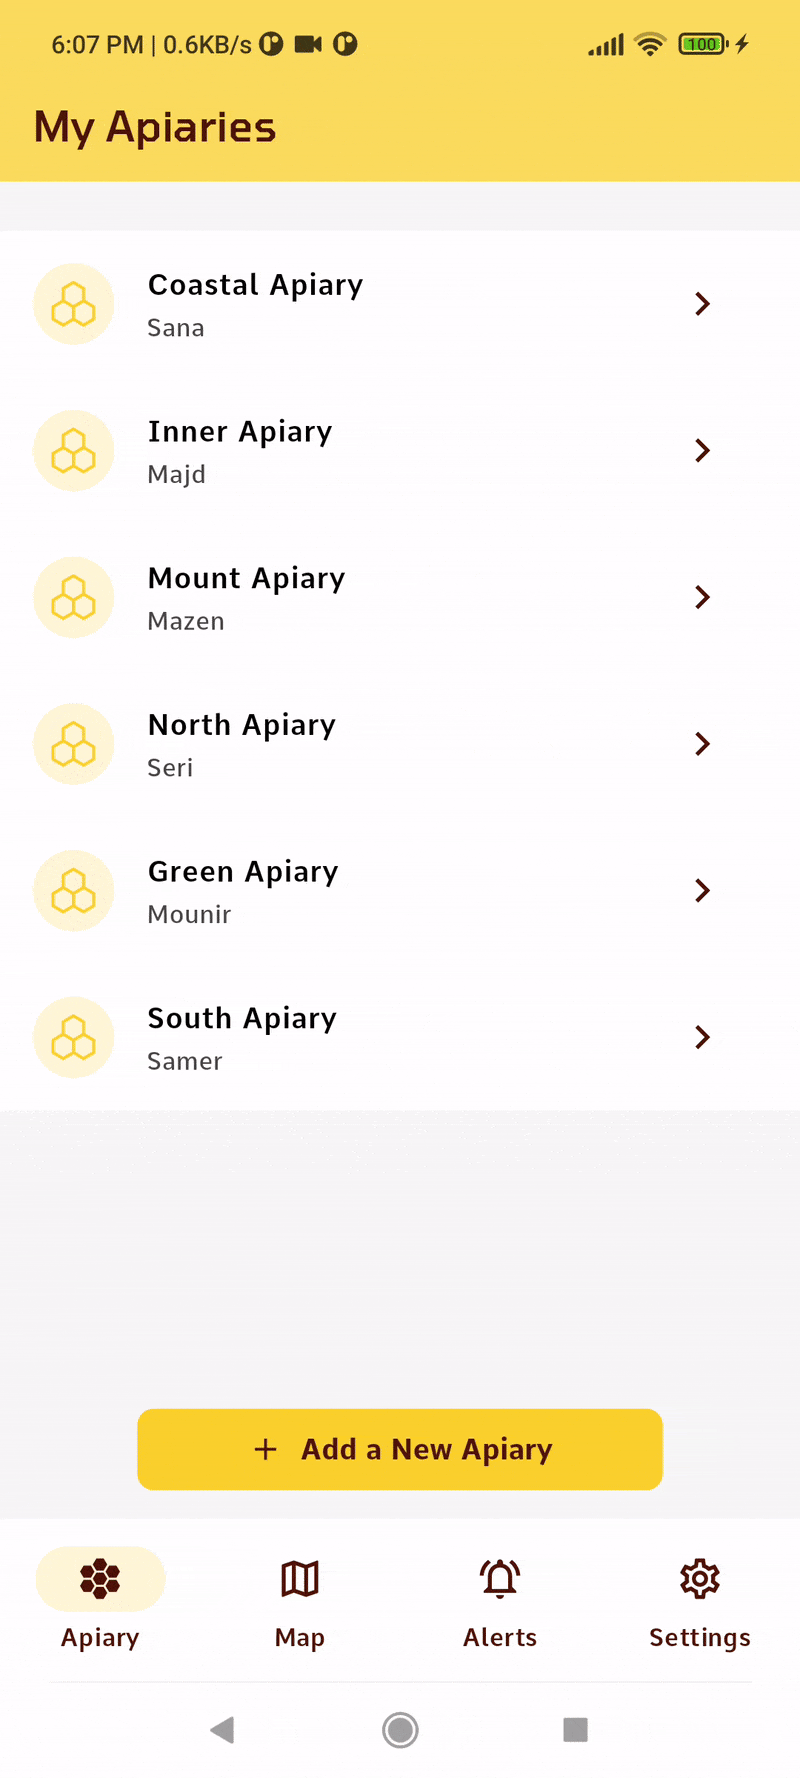 6:07 PM | 0.6KB/s
100
My Apiaries
Coastal Apiary
Sana
Inner Apiary
Majd
Mount Apiary
Mazen
North Apiary
Seri
Green Apiary
Mounir
South Apiary
Samer
+ Add a New Apiary
Apiary Map Alerts Settings